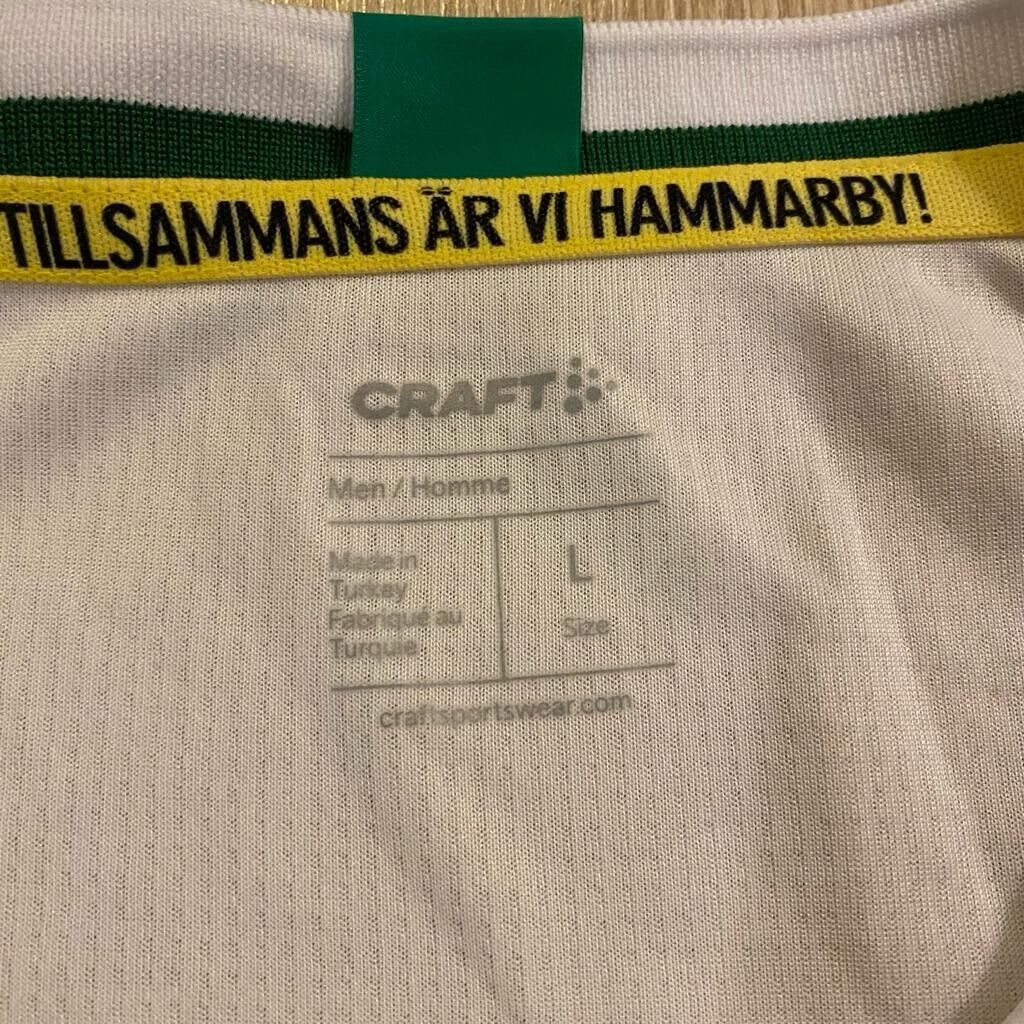 TILLSAMMANS ÄR VI HAMMARBY!
CRAFT
Men / Homme
Made in
Turkey
Fabriqué au
Turquie
L
Size
craftsportswear.com